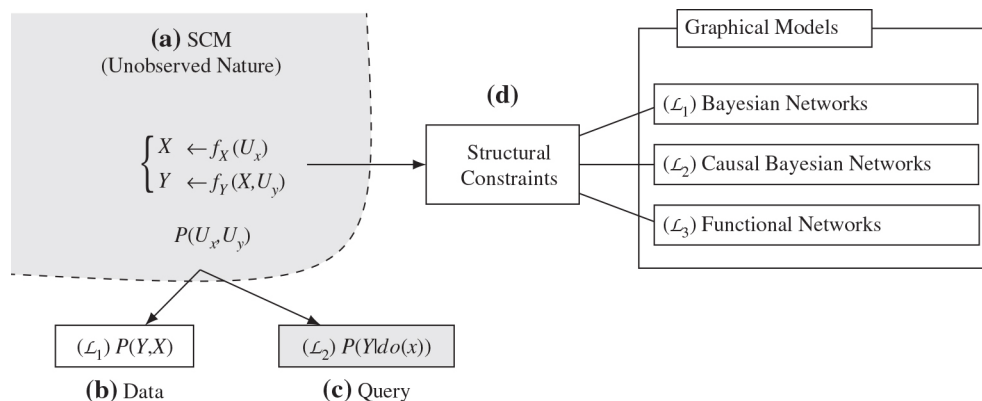 (a) SCM
(Unobserved Nature)
X ← f_X(U_x)
Y ← f_Y(X,U_y)
P(U_x,U_y)
(ℒ₁) P(Y,X)
(b) Data
(ℒ₂) P(Y|do(x))
(c) Query
(d)
Structural
Constraints
Graphical Models
(ℒ₁) Bayesian Networks
(ℒ₂) Causal Bayesian Networks
(ℒ₃) Functional Networks